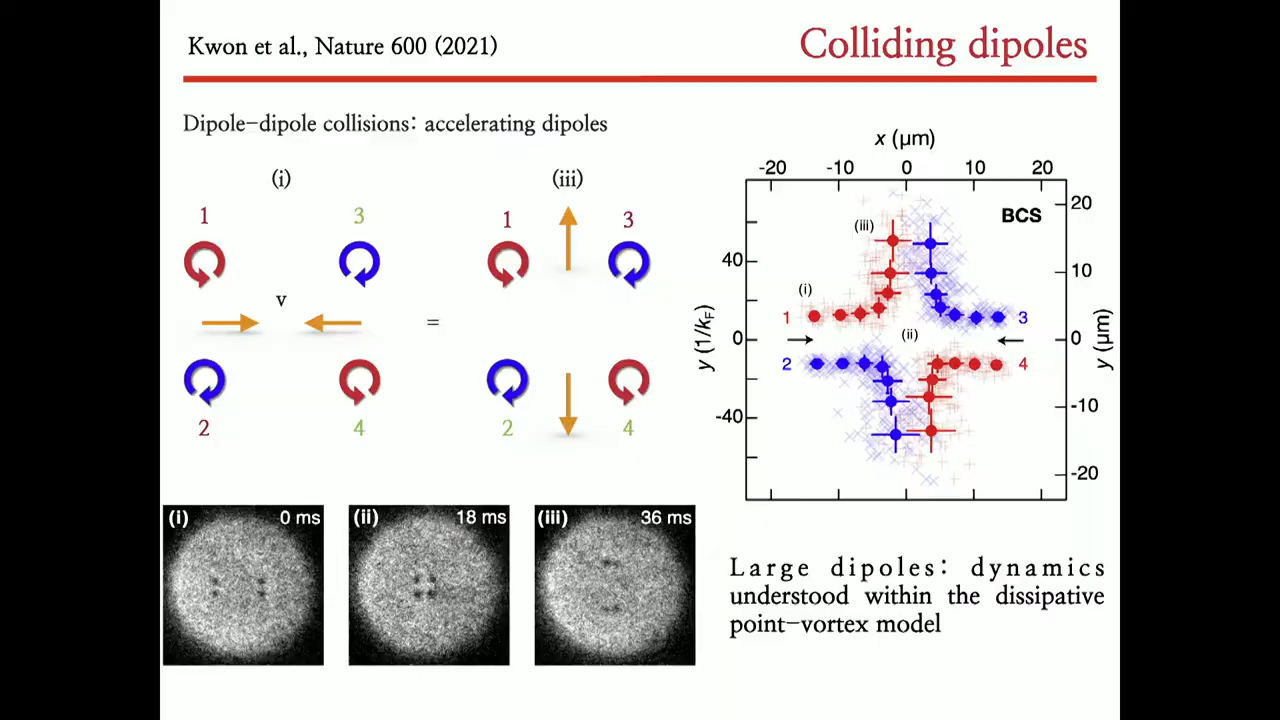 Kwon et al., Nature 600 (2021)
Colliding dipoles
Dipole-dipole collisions: accelerating dipoles
(i)
(iii)
1
3
1
3
v
=
2
4
2
4
x (μm)
-20 -10 0 10 20
BCS
(iii)
(i)
(ii)
1
2
3
4
y (1/kF)
40
0
-40
y (μm)
20
10
0
-10
-20
(i) 0 ms
(ii) 18 ms
(iii) 36 ms
Large dipoles: dynamics
understood within the dissipative
point-vortex model